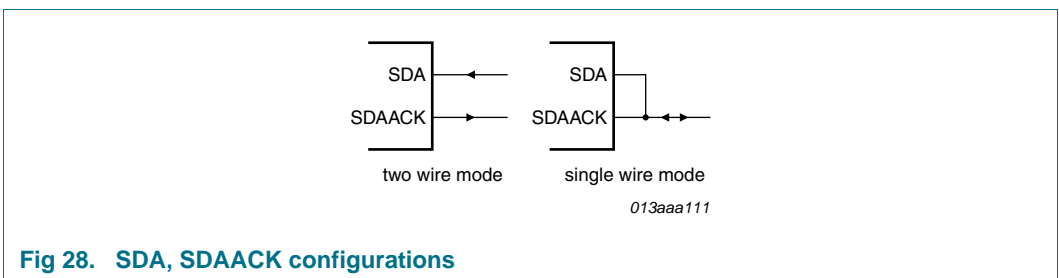 SDA
SDAACK
SDA
SDAACK
two wire mode
single wire mode
013aaa111
Fig 28. SDA, SDAACK configurations